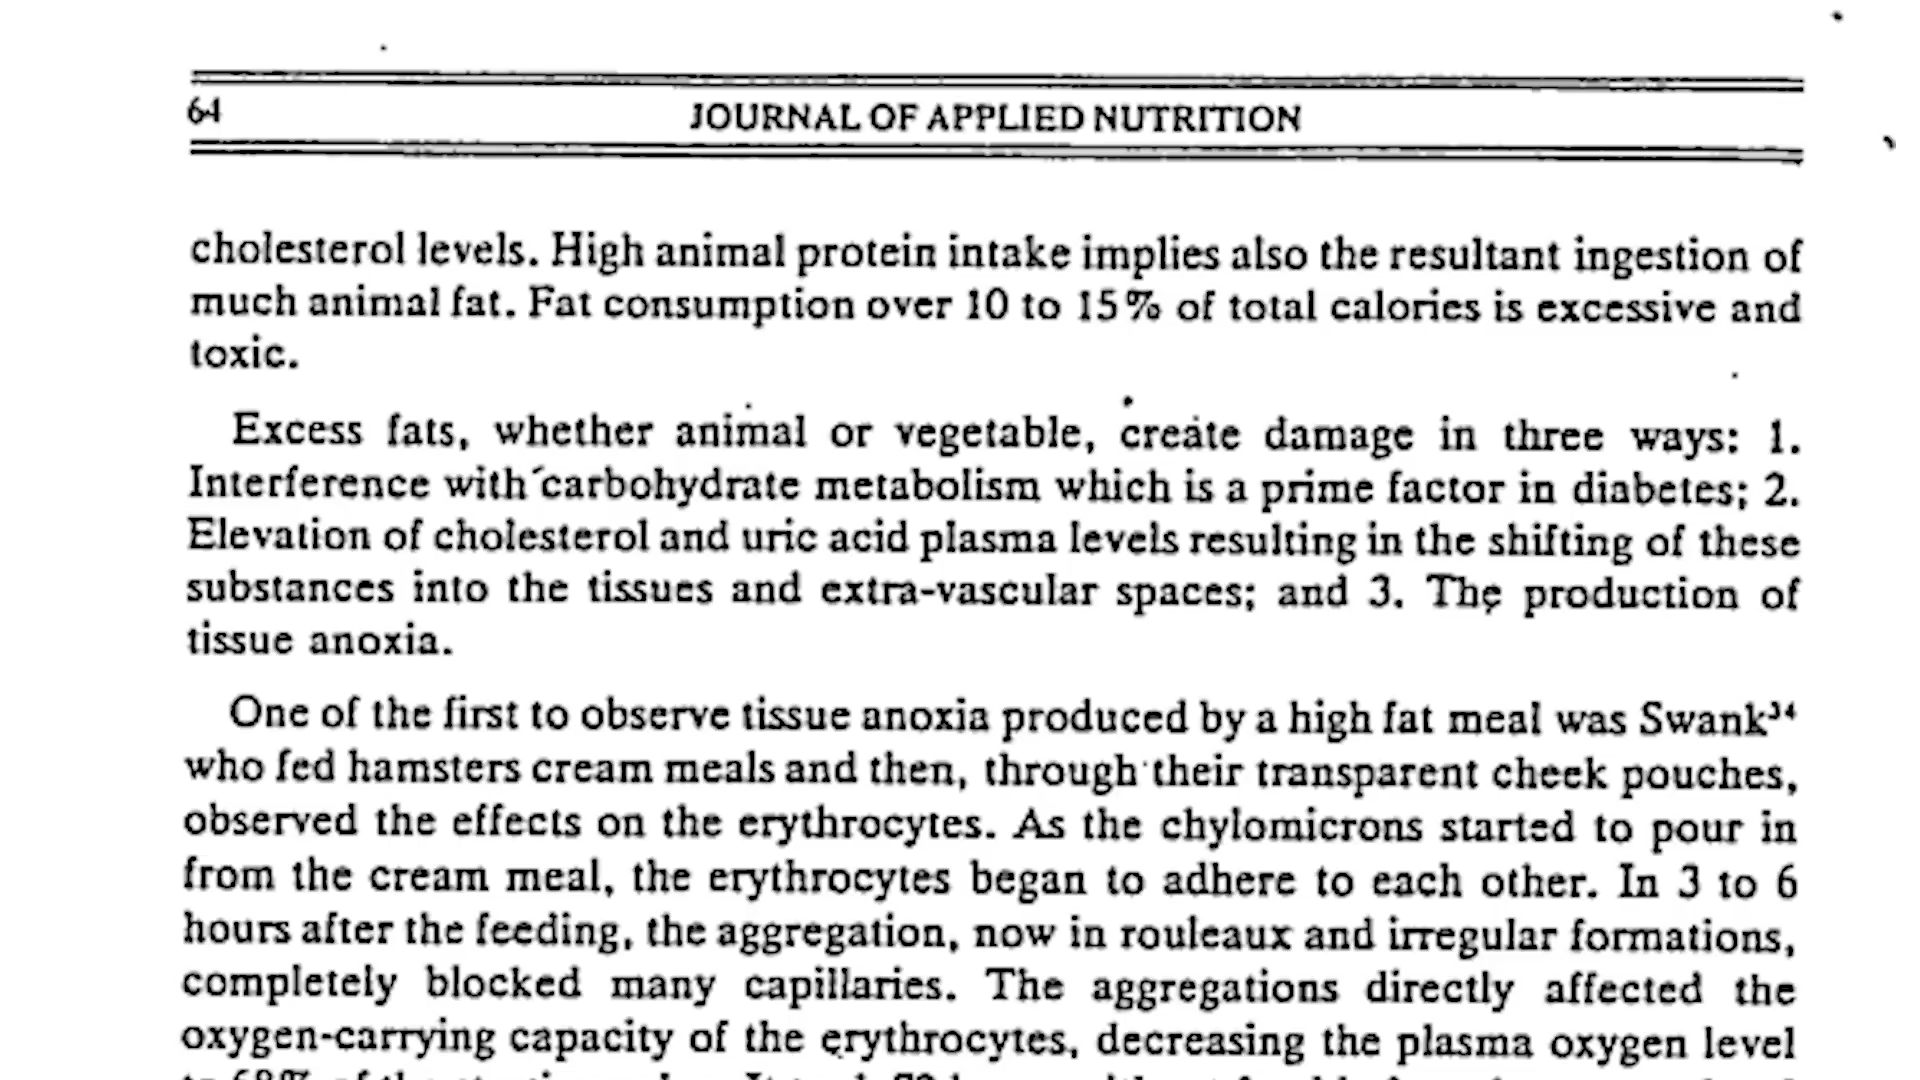 64
JOURNAL OF APPLIED NUTRITION
cholesterol levels. High animal protein intake implies also the resultant ingestion of
much animal fat. Fat consumption over 10 to 15% of total calories is excessive and
toxic.
Excess fats, whether animal or vegetable, create damage in three ways: 1.
Interference with carbohydrate metabolism which is a prime factor in diabetes; 2.
Elevation of cholesterol and uric acid plasma levels resulting in the shifting of these
substances into the tissues and extra-vascular spaces; and 3. The production of
tissue anoxia.
One of the first to observe tissue anoxia produced by a high fat meal was Swank³⁴
who fed hamsters cream meals and then, through their transparent cheek pouches,
observed the effects on the erythrocytes. As the chylomicrons started to pour in
from the cream meal, the erythrocytes began to adhere to each other. In 3 to 6
hours after the feeding, the aggregation, now in rouleaux and irregular formations,
completely blocked many capillaries. The aggregations directly affected the
oxygen-carrying capacity of the erythrocytes, decreasing the plasma oxygen level